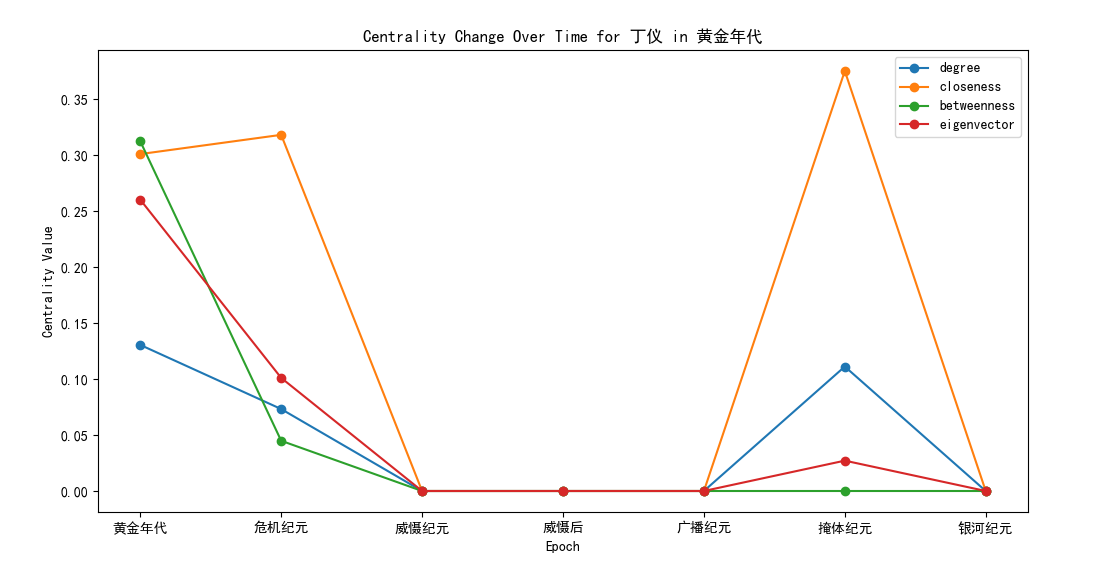 Centrality Change Over Time for 丁仪 in 黄金年代
degree
closeness
betweenness
eigenvector
Centrality Value
0.35
0.30
0.25
0.20
0.15
0.10
0.05
0.00
黄金年代 危机纪元 威慑纪元 威慑后 广播纪元 掩体纪元 银河纪元
Epoch